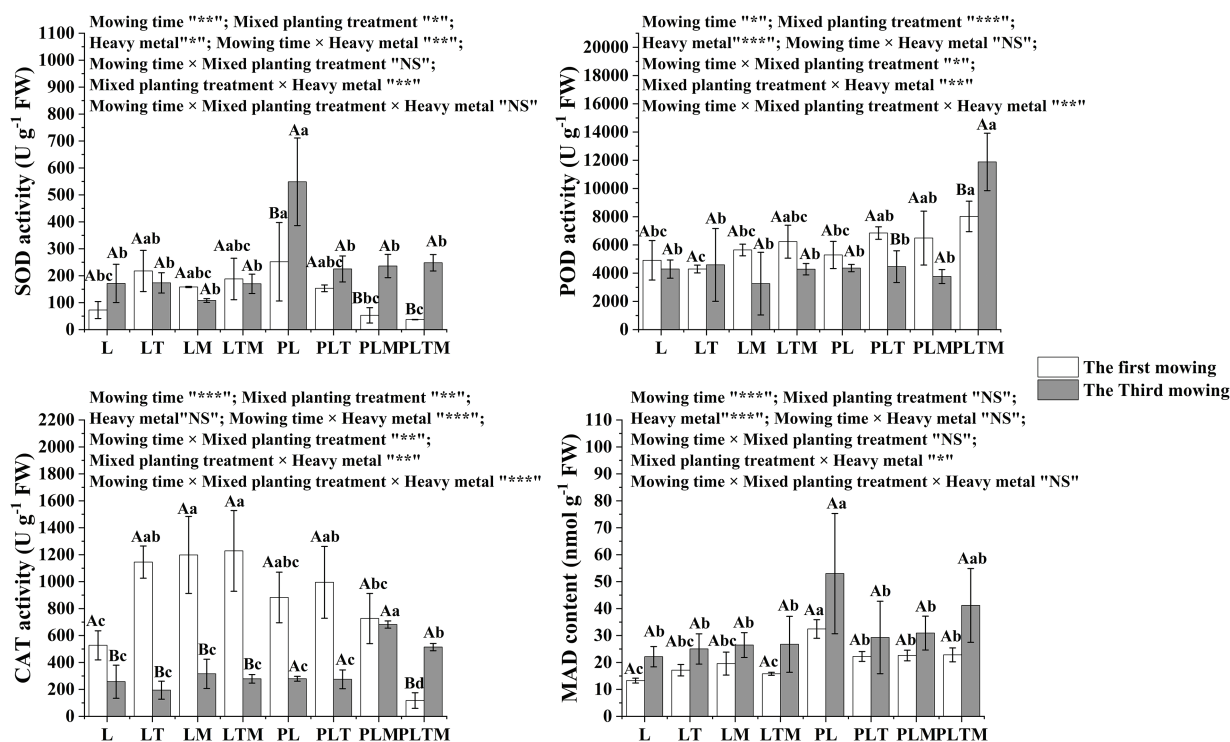 Mowing time "**"; Mixed planting treatment "*";
Heavy metal"*"; Mowing time × Heavy metal "**";
Mowing time × Mixed planting treatment "NS";
Mixed planting treatment × Heavy metal "**"
Mowing time × Mixed planting treatment × Heavy metal "NS"
SOD activity (U g⁻¹ FW)
1100
1000
900
800
700
600
500
400
300
200
100
0
Abc Ab Aab Ab Aabc Ab Aabc Ab Ba Aa Aabc Ab Bbc Ab Bc Ab
L LT LM LTM PL PLT PLM PLTM
Mowing time "*"; Mixed planting treatment "***";
Heavy metal"***"; Mowing time × Heavy metal "NS";
Mowing time × Mixed planting treatment "*";
Mixed planting treatment × Heavy metal "**"
Mowing time × Mixed planting treatment × Heavy metal "**"
POD activity (U g⁻¹ FW)
20000
18000
16000
14000
12000
10000
8000
6000
4000
2000
0
Abc Ab Ac Ab Abc Ab Aabc Ab Abc Ab Aab Bb Aab Ab Ba Aa
L LT LM LTM PL PLT PLM PLTM
The first mowing
The Third mowing
Mowing time "***"; Mixed planting treatment "**";
Heavy metal"NS"; Mowing time × Heavy metal "***";
Mowing time × Mixed planting treatment "**";
Mixed planting treatment × Heavy metal "**"
Mowing time × Mixed planting treatment × Heavy metal "***"
CAT activity (U g⁻¹ FW)
2200
2000
1800
1600
1400
1200
1000
800
600
400
200
0
Ac Bc Aab Bc Aa Bc Aa Bc Aabc Ac Aab Ac Abc Aa Bd Ab
L LT LM LTM PL PLT PLM PLTM
Mowing time "***"; Mixed planting treatment "NS";
Heavy metal"***"; Mowing time × Heavy metal "NS";
Mowing time × Mixed planting treatment "NS";
Mixed planting treatment × Heavy metal "*"
Mowing time × Mixed planting treatment × Heavy metal "NS"
MAD content (nmol g⁻¹ FW)
110
100
90
80
70
60
50
40
30
20
10
0
Ac Ab Abc Ab Abc Ab Ac Ab Aa Aa Ab Ab Ab Ab Ab Aab
L LT LM LTM PL PLT PLM PLTM